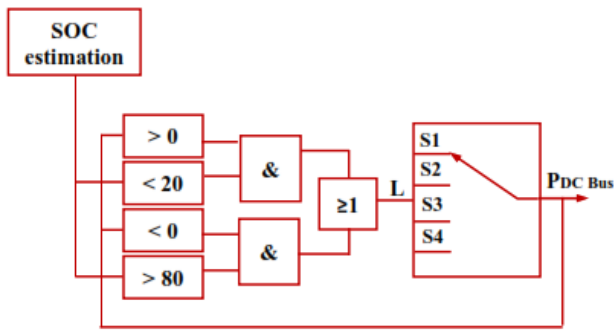 SOC
estimation
> 0
&
< 20
≥1
L
< 0
&
> 80
S1
S2
S3
S4
PDC Bus